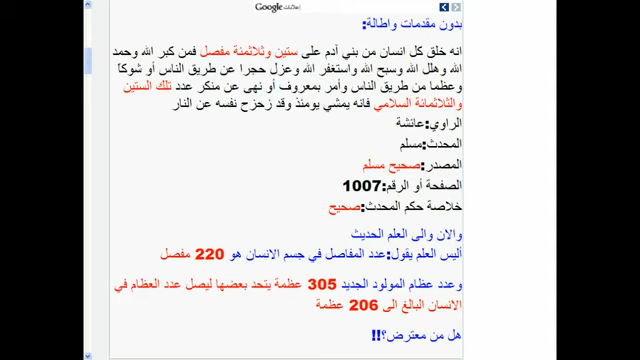 إعلانات Google
بدون مقدمات واطالة:
انه خلق كل انسان من بني آدم على ستين وثلاثمئة مفصل فمن كبر الله وحمد
الله وهلل الله وسبح الله واستغفر الله وعزل حجرا عن طريق الناس أو شوكاً
وعظما من طريق الناس وأمر بمعروف أو نهى عن منكر عدد تلك الستين
والثلاثمائة السلامي فانه يمشي يومئذ وقد زحزح نفسه عن النار
الراوي:عائشة
المحدث:مسلم
المصدر:صحيح مسلم
الصفحة أو الرقم:1007
خلاصة حكم المحدث:صحيح
والان والى العلم الحديث
أليس العلم يقول:عدد المفاصل في جسم الانسان هو 220 مفصل
وعدد عظام المولود الجديد 305 عظمة يتحد بعضها ليصل عدد العظام في
الانسان البالغ الى 206 عظمة
هل من معترض؟!!